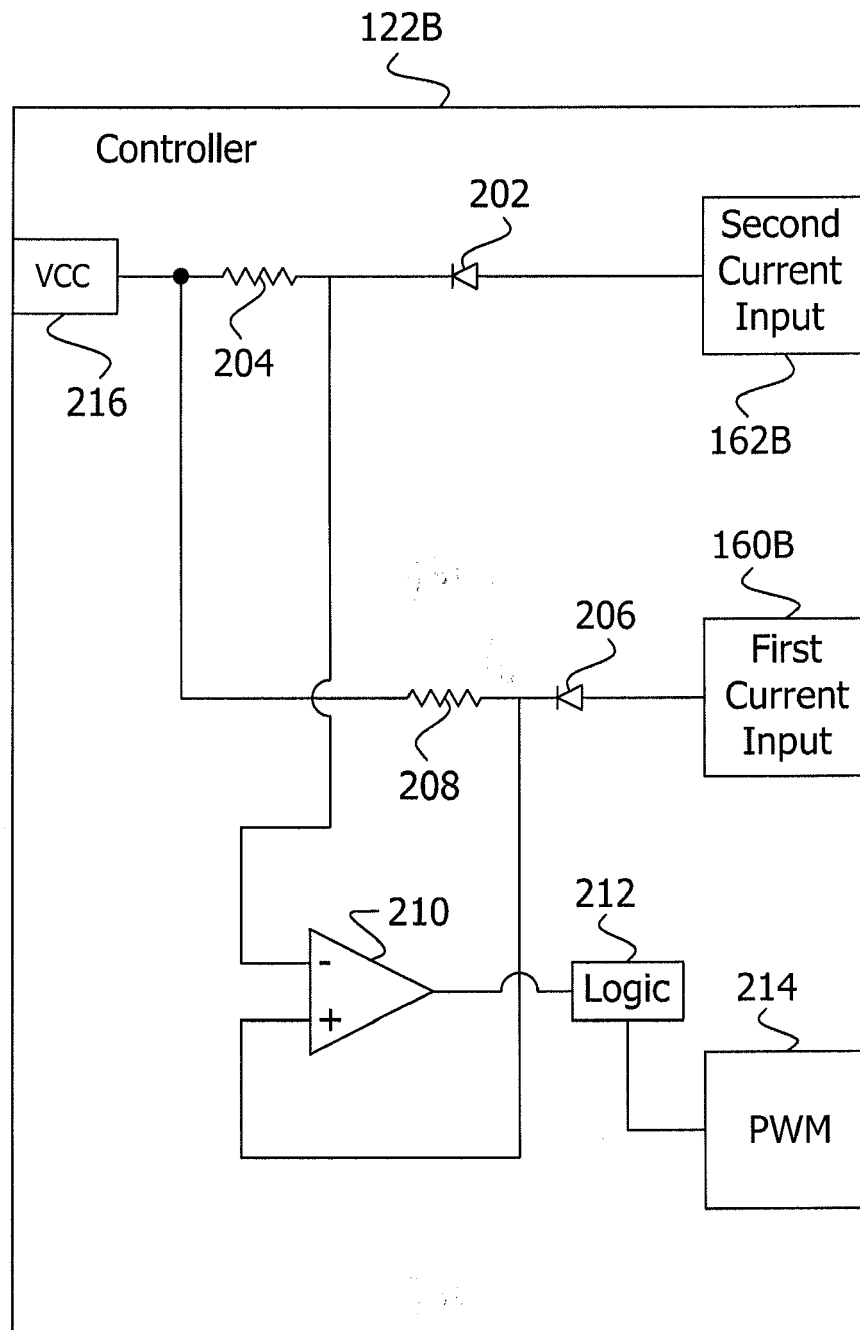 122B
Controller
202
Second
Current
Input
VCC
204
216
162B
160B
206
First
Current
Input
208
210
212
-
+
Logic
214
PWM